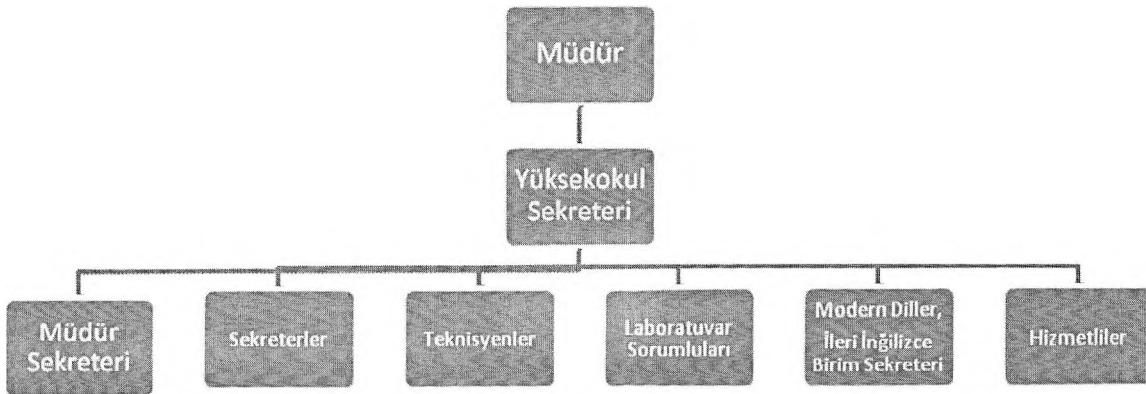 Müdür
Yüksekokul
Sekreteri
Müdür
Sekreteri
Sekreterler
Teknisyenler
Laboratuvar
Sorumluları
Modern Diller,
İleri İngilizce
Birim Sekreteri
Hizmetliler